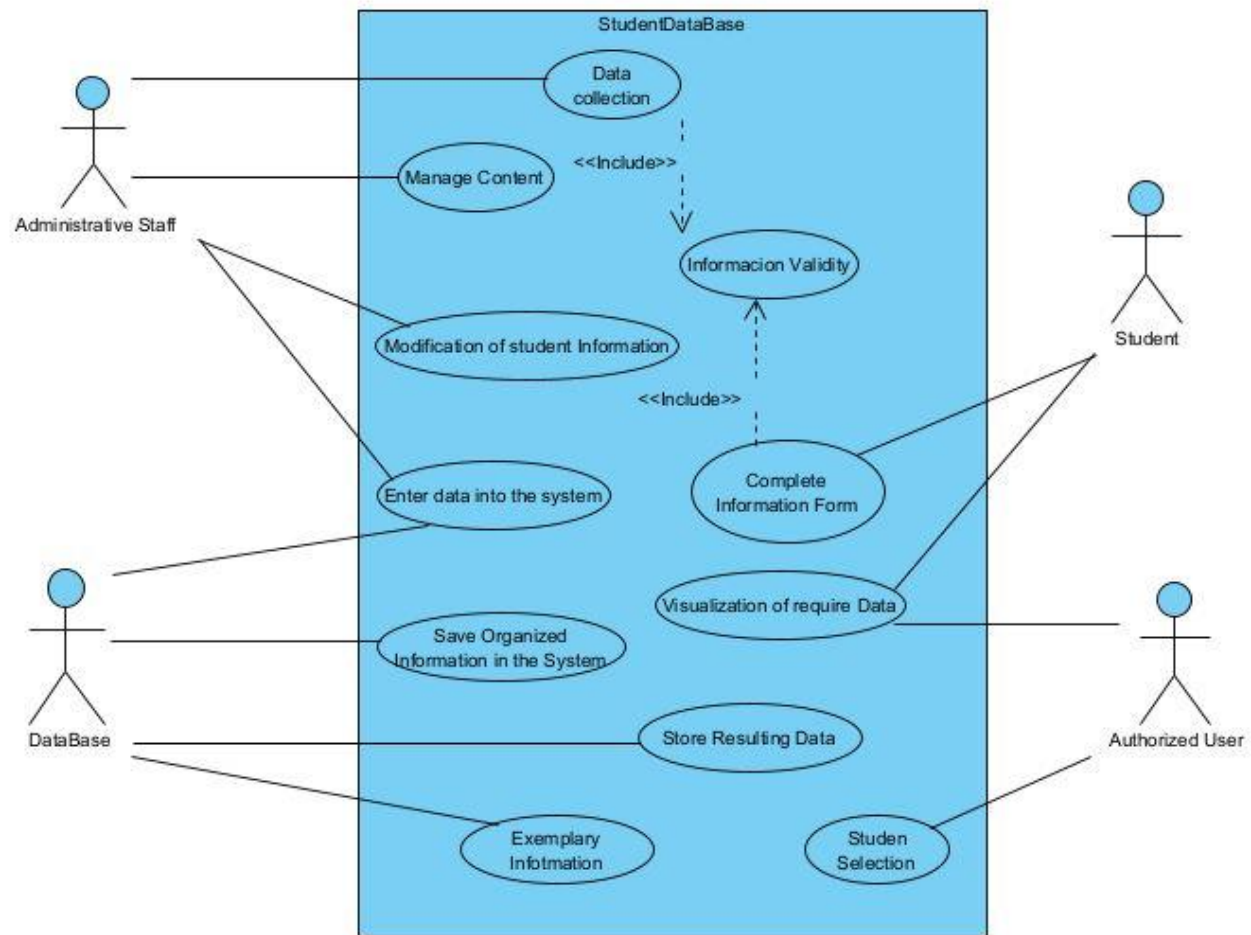 StudentDataBase
Data
collection
<<Include>>
Manage Content
Administrative Staff
Informacion Validity
Modification of student Information
Student
<<Include>>
Complete
Information Form
Enter data into the system
Visualization of require Data
Save Organized
Information in the System
DataBase
Store Resulting Data
Authorized User
Exemplary
Infotmation
Studen
Selection